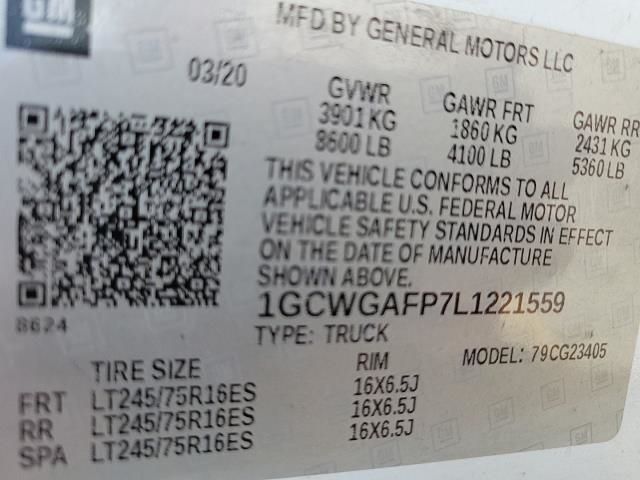 GM
MFD BY GENERAL MOTORS LLC
03/20
GVWR GAWR FRT GAWR RR
3901 KG 1860 KG 2431 KG
8600 LB 4100 LB 5360 LB
THIS VEHICLE CONFORMS TO ALL
APPLICABLE U.S. FEDERAL MOTOR
VEHICLE SAFETY STANDARDS IN EFFECT
ON THE DATE OF MANUFACTURE
SHOWN ABOVE.
8624
1GCWGAFP7L1221559
TYPE: TRUCK
MODEL: 79CG23405
TIRE SIZE RIM
FRT LT245/75R16ES 16X6.5J
RR LT245/75R16ES 16X6.5J
SPA LT245/75R16ES 16X6.5J